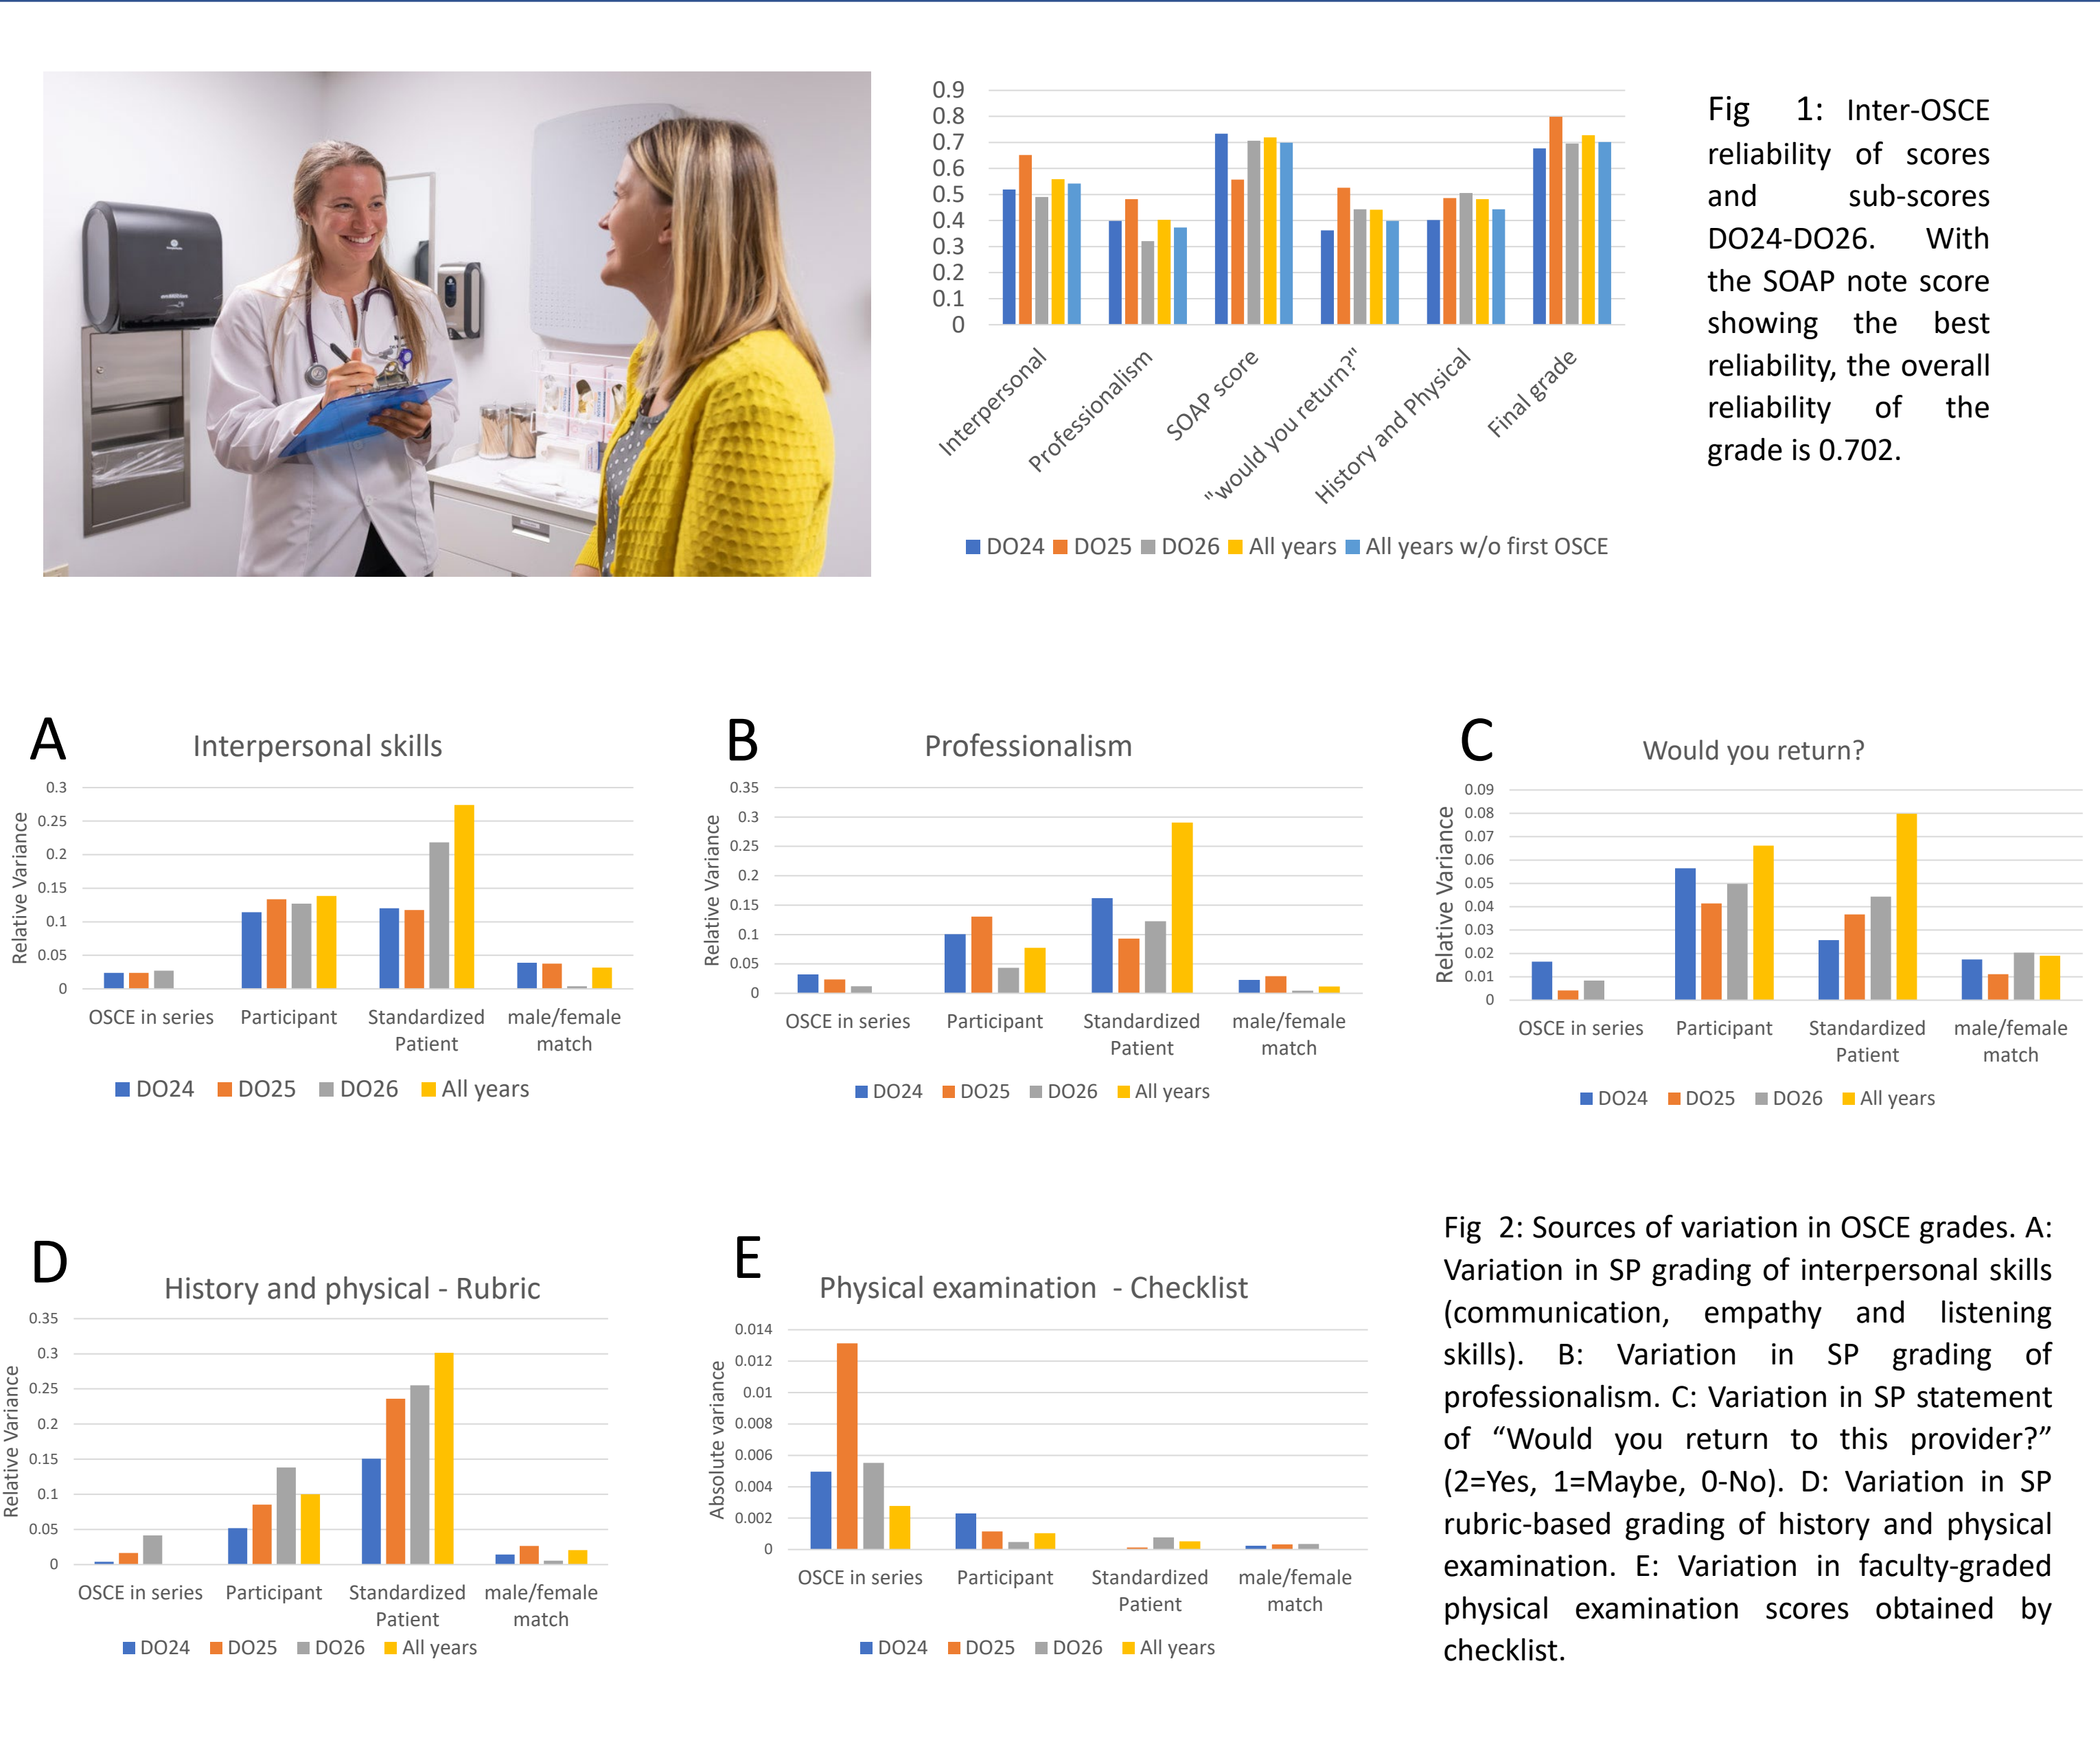 0.9
0.8
0.7
0.6
0.5
0.4
0.3
0.2
0.1
0
Interpersonal
Professionalism
SOAP score
"would you return?"
History and Physical
Final grade
DO24 DO25 DO26 All years All years w/o first OSCE
Fig 1: Inter-OSCE
reliability of scores
and sub-scores
DO24-DO26. With
the SOAP note score
showing the best
reliability, the overall
reliability of the
grade is 0.702.
A
Interpersonal skills
Relative Variance
0.3
0.25
0.2
0.15
0.1
0.05
0
OSCE in series
Participant
Standardized
Patient
male/female
match
DO24 DO25 DO26 All years
B
Professionalism
Relative Variance
0.35
0.3
0.25
0.2
0.15
0.1
0.05
0
OSCE in series
Participant
Standardized
Patient
male/female
match
DO24 DO25 DO26 All years
C
Would you return?
Relative Variance
0.09
0.08
0.07
0.06
0.05
0.04
0.03
0.02
0.01
0
OSCE in series
Participant
Standardized
Patient
male/female
match
DO24 DO25 DO26 All years
D
History and physical - Rubric
Relative Variance
0.35
0.3
0.25
0.2
0.15
0.1
0.05
0
OSCE in series
Participant
Standardized
Patient
male/female
match
DO24 DO25 DO26 All years
E
Physical examination - Checklist
Absolute variance
0.014
0.012
0.01
0.008
0.006
0.004
0.002
0
OSCE in series
Participant
Standardized
Patient
male/female
match
DO24 DO25 DO26 All years
Fig 2: Sources of variation in OSCE grades. A:
Variation in SP grading of interpersonal skills
(communication, empathy and listening
skills). B: Variation in SP grading of
professionalism. C: Variation in SP statement
of “Would you return to this provider?”
(2=Yes, 1=Maybe, 0-No). D: Variation in SP
rubric-based grading of history and physical
examination. E: Variation in faculty-graded
physical examination scores obtained by
checklist.